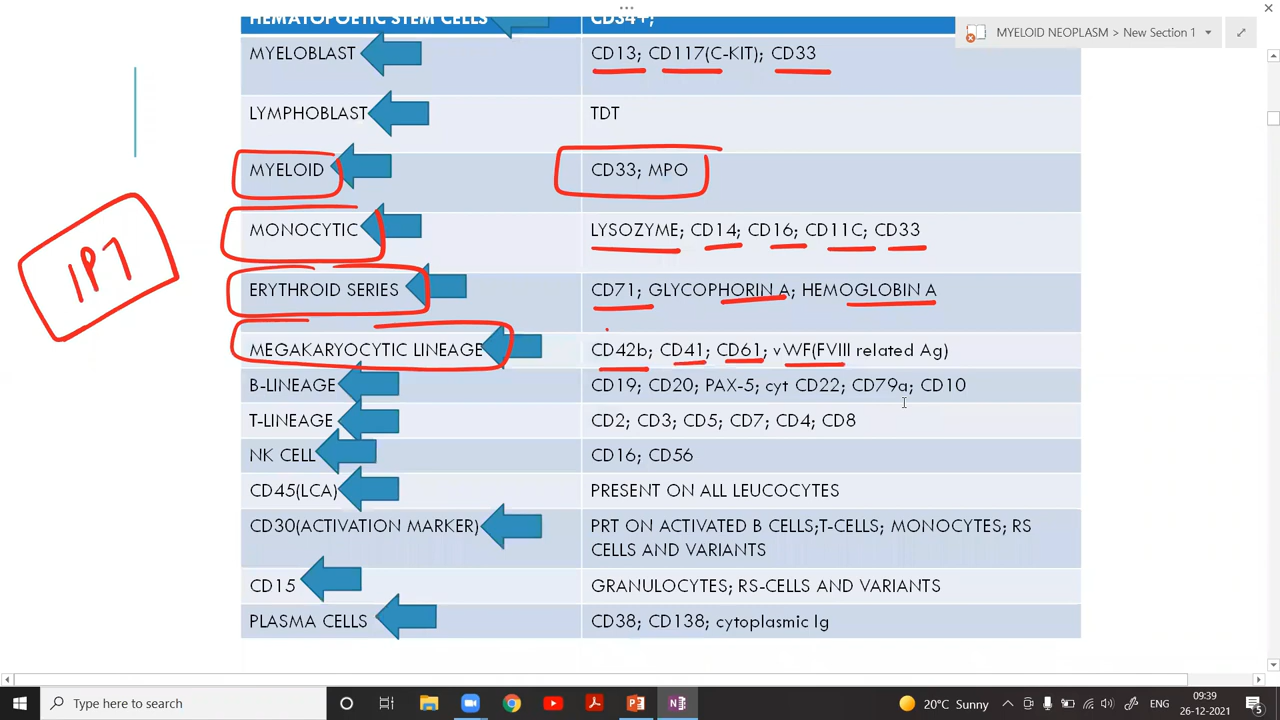 HEMATOPOETIC STEM CELLS CD34+;
MYELOID NEOPLASM > New Section 1
MYELOBLAST CD13; CD117(C-KIT); CD33
LYMPHOBLAST TDT
MYELOID CD33; MPO
MONOCYTIC LYSOZYME; CD14; CD16; CD11C; CD33
IPT
ERYTHROID SERIES CD71; GLYCOPHORIN A; HEMOGLOBIN A
MEGAKARYOCYTIC LINEAGE CD42b; CD41; CD61; vWF(FVIII related Ag)
B-LINEAGE CD19; CD20; PAX-5; cyt CD22; CD79a; CD10
T-LINEAGE CD2; CD3; CD5; CD7; CD4; CD8
NK CELL CD16; CD56
CD45(LCA) PRESENT ON ALL LEUCOCYTES
CD30(ACTIVATION MARKER) PRT ON ACTIVATED B CELLS;T-CELLS; MONOCYTES; RS
CELLS AND VARIANTS
CD15 GRANULOCYTES; RS-CELLS AND VARIANTS
PLASMA CELLS CD38; CD138; cytoplasmic Ig
Type here to search 20°C Sunny ENG 09:39
26-12-2021 5